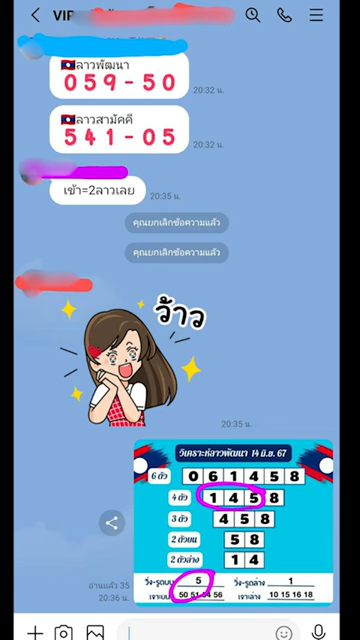 VIP
🇱🇦ลาวพัฒนา
059-50
20:32 น.
🇱🇦ลาวสามัคคี
541-05
20:32 น.
เข้า=2ลาวเลย
20:35 น.
คุณยกเลิกข้อความแล้ว
คุณยกเลิกข้อความแล้ว
ว้าว
20:35 น.
วิเคราะห์ลาวพัฒนา 14 มิ.ย. 67
6 ตัว 0 6 1 4 5 8
4 ตัว 1 4 5 8
3 ตัว 4 5 8
2 ตัวบน 5 8
2 ตัวล่าง 1 4
วิ่ง-รูดบน 5 วิ่ง-รูดล่าง 1
เจาะบน 50 51 54 56 เจาะล่าง 10 15 16 18
อ่านแล้ว 35
20:36 น.